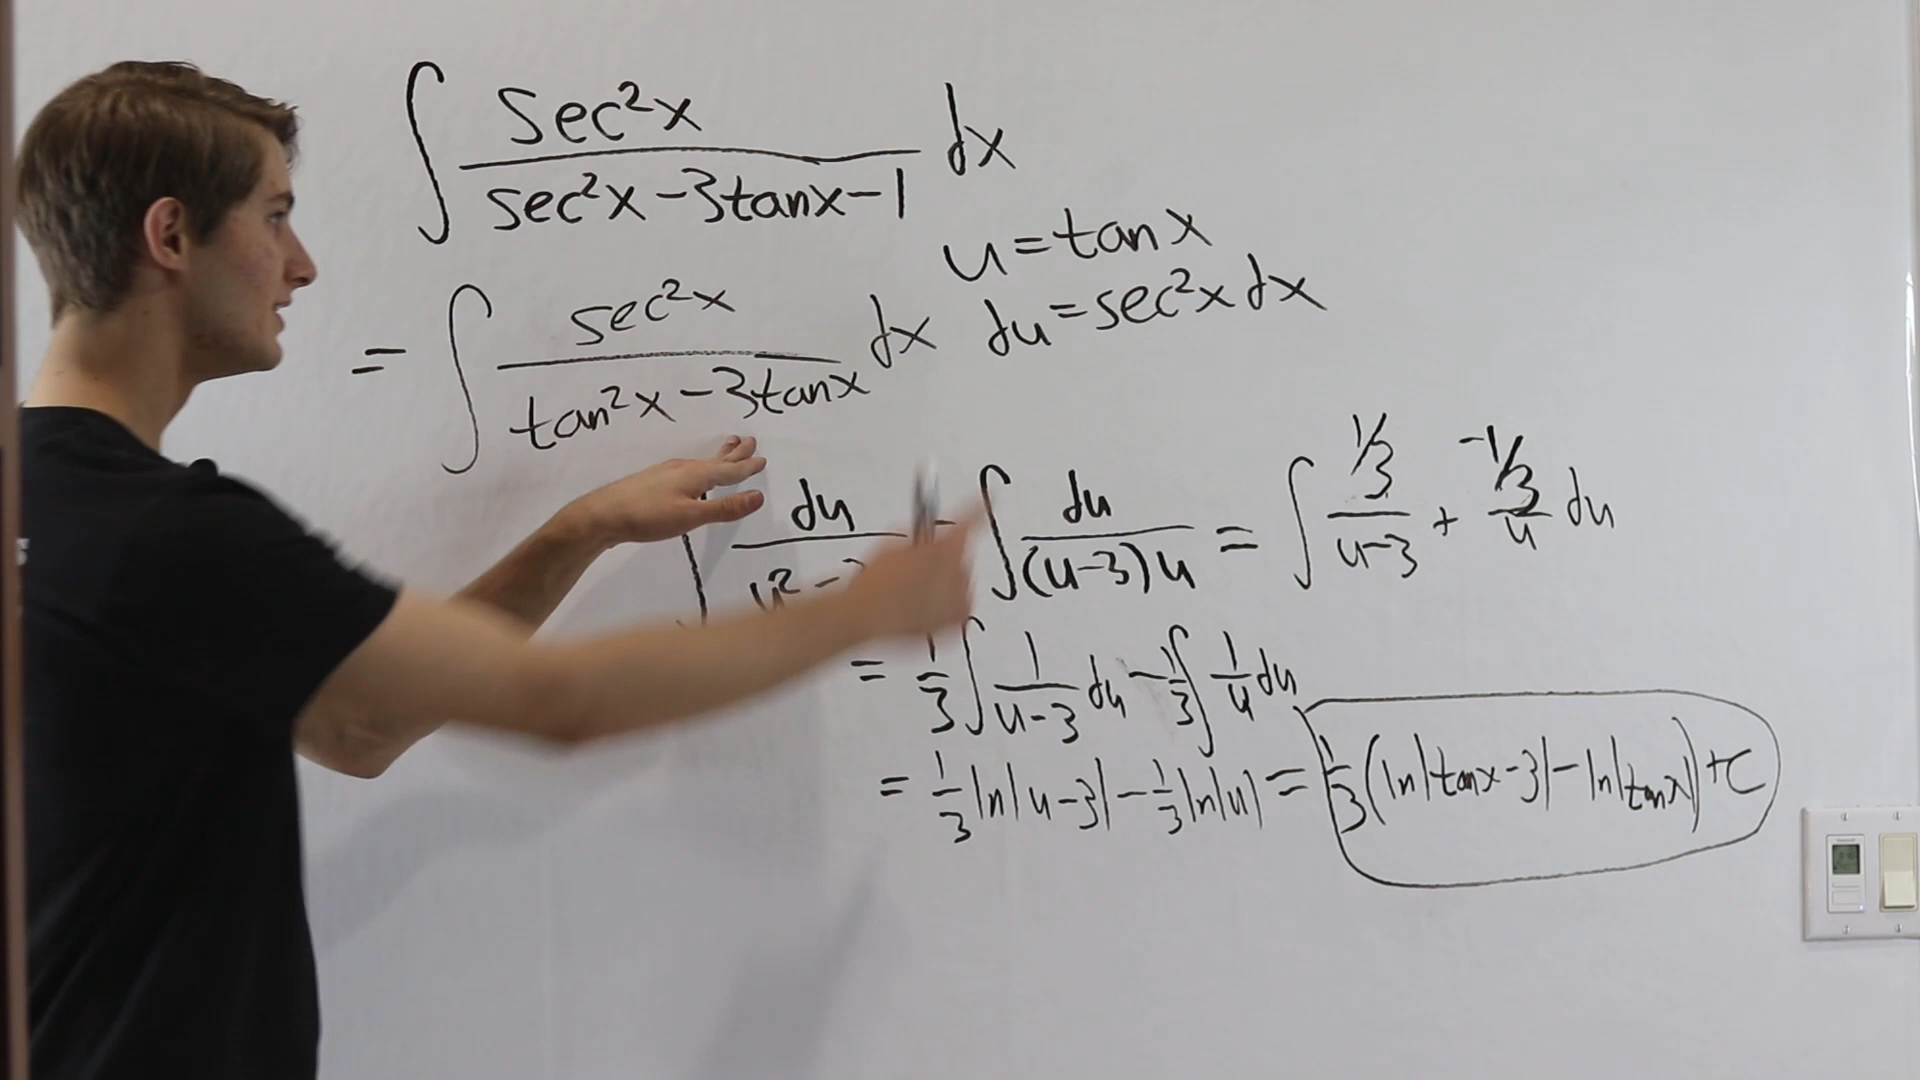 ∫ sec²x / (sec²x - 3tanx - 1) dx
u = tan x
= ∫ sec²x / (tan²x - 3tanx) dx
du = sec²x dx
∫ du / u² - = ∫ du / ((u-3)u) = ∫ (1/3)/(u-3) + (-1/3)/u du
= 1/3 ∫ 1/(u-3) du - 1/3 ∫ 1/u du
= 1/3 ln|u-3| - 1/3 ln|u| = 1/3 (ln|tanx-3| - ln|tanx|) + C